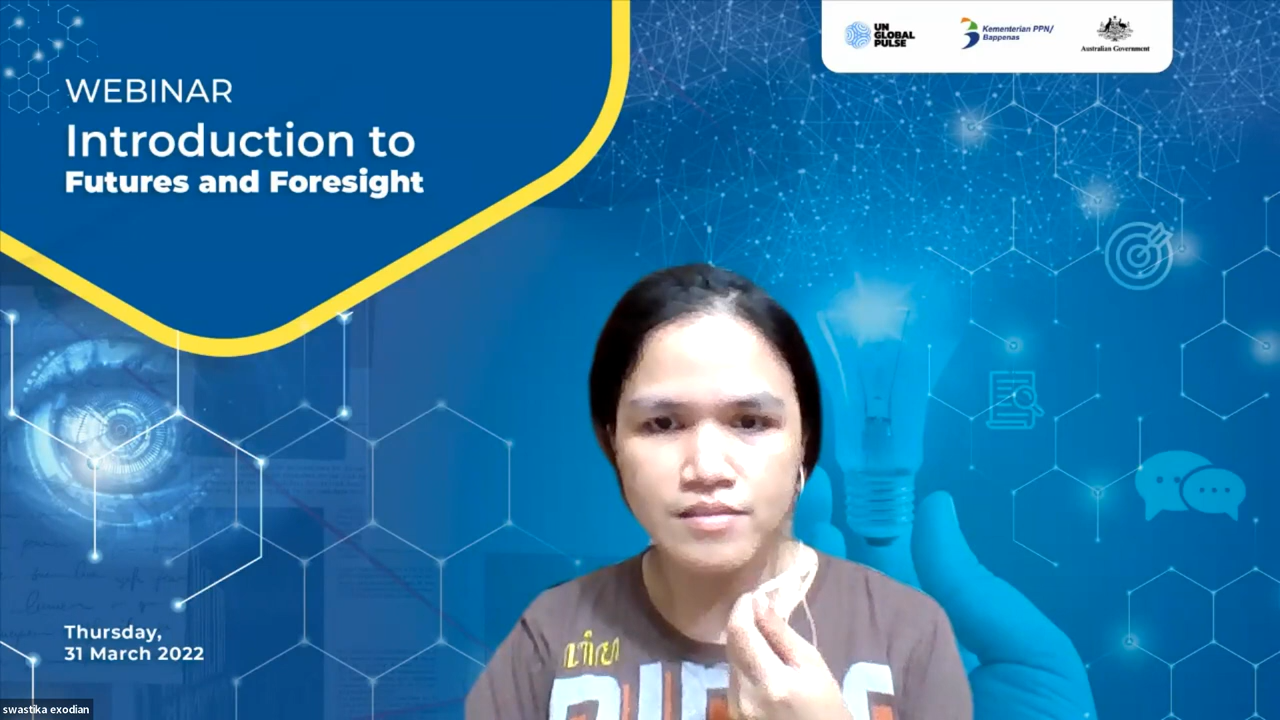 WEBINAR
Introduction to
Futures and Foresight
UN
GLOBAL
PULSE
Kementerian PPN/
Bappenas
Australian Government
Thursday,
31 March 2022
swastika exodian